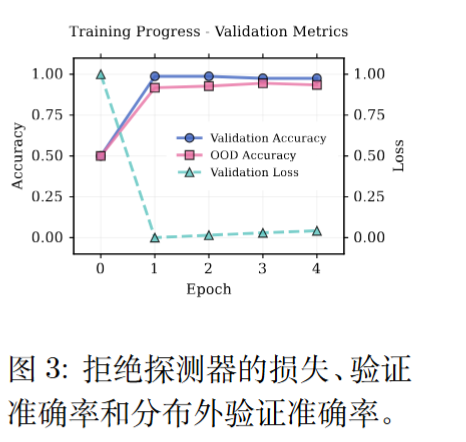 Training Progress - Validation Metrics
1.00
0.75
0.50
0.25
0.00
Accuracy
Validation Accuracy
OOD Accuracy
Validation Loss
1.00
0.75
0.50
0.25
0.00
Loss
0 1 2 3 4
Epoch
图 3: 拒绝探测器的损失、验证
准确率和分布外验证准确率。